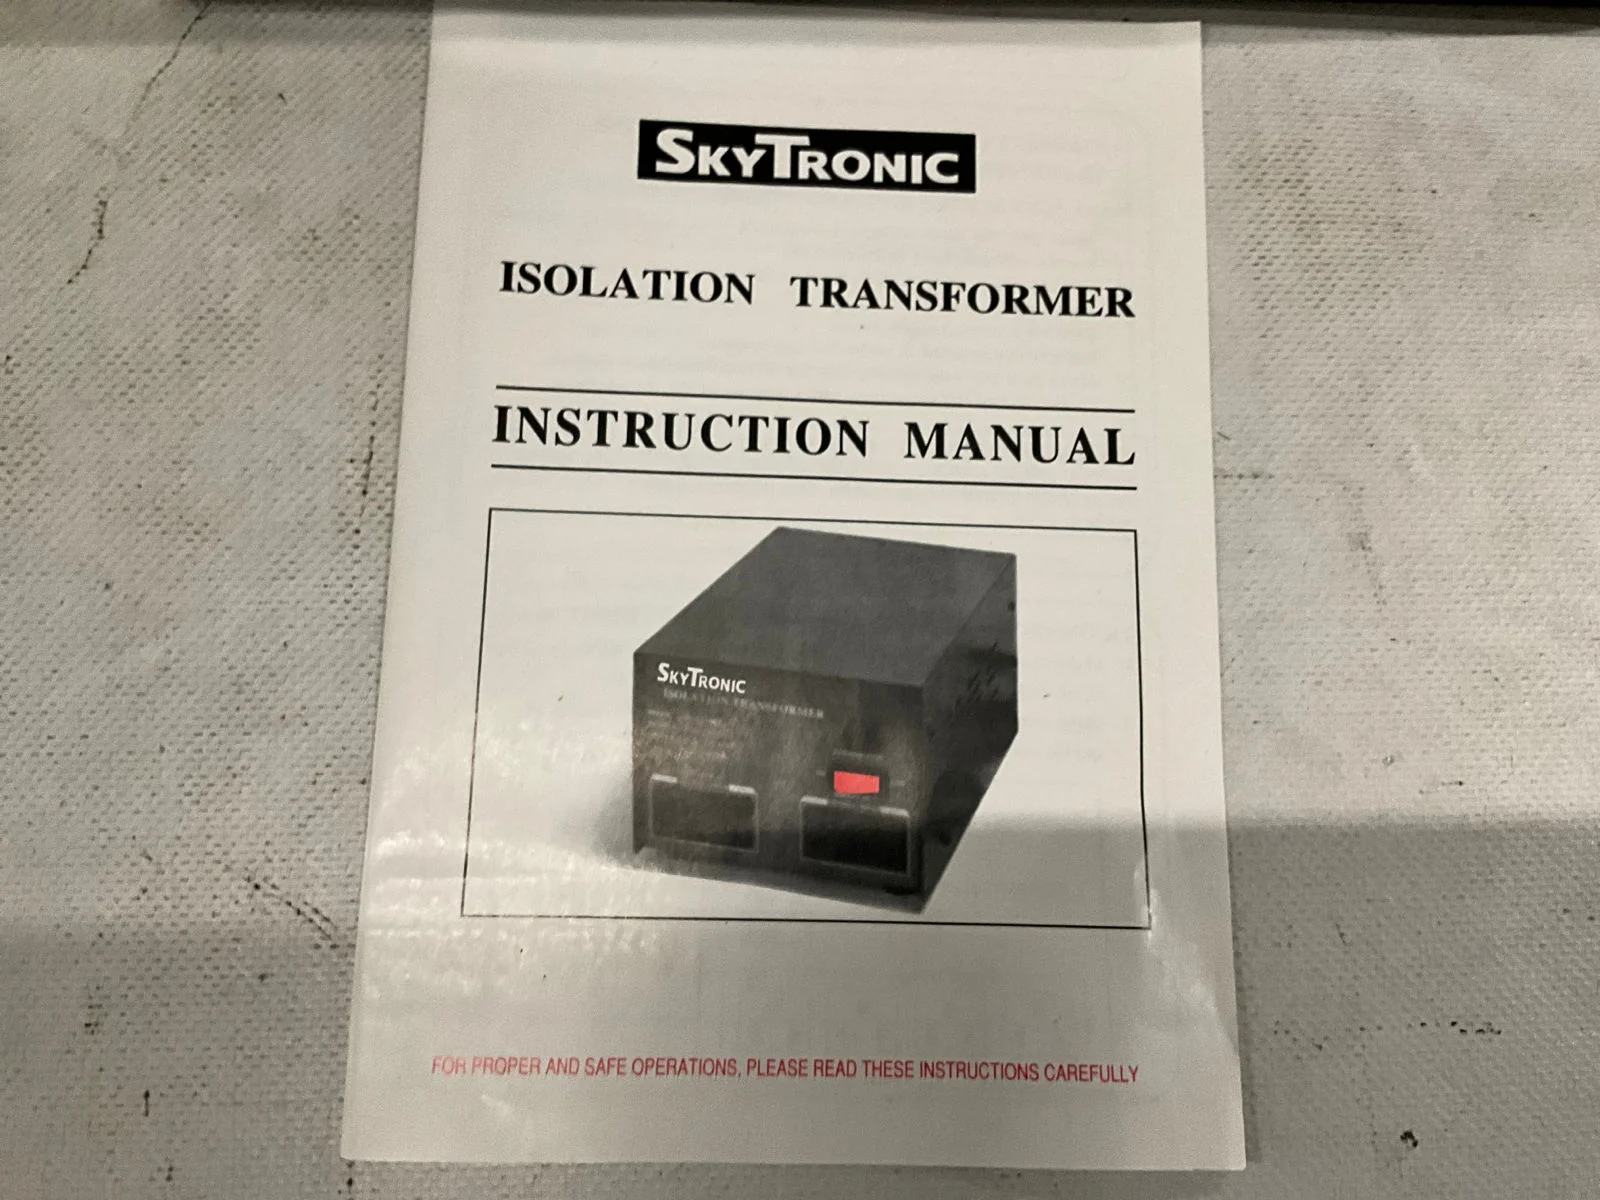 SKYTRONIC
ISOLATION TRANSFORMER
INSTRUCTION MANUAL
SKYTRONIC
ISOLATION TRANSFORMER
FOR PROPER AND SAFE OPERATIONS, PLEASE READ THESE INSTRUCTIONS CAREFULLY